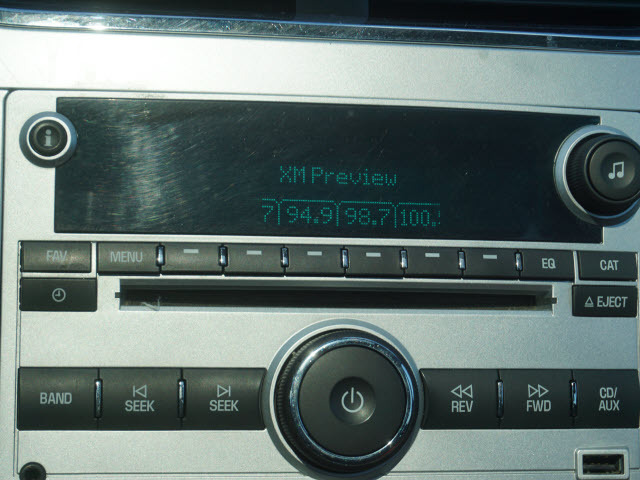 i
XM Preview
7 94.9 98.7 100.
FAV MENU EQ CAT
EJECT
BAND SEEK SEEK REV FWD CD/AUX